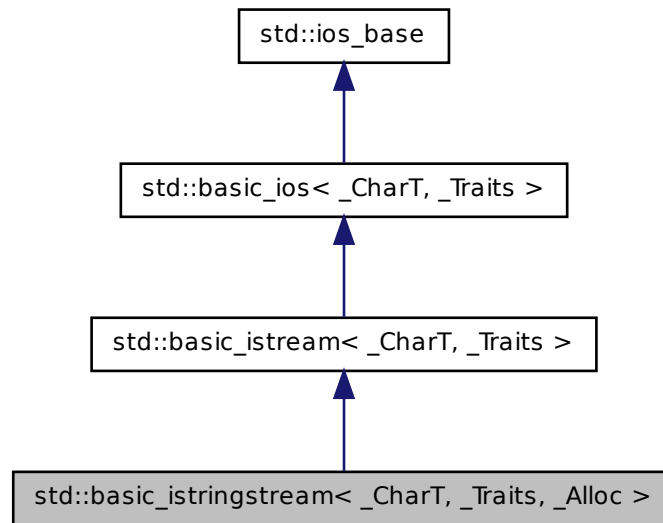 std::ios_base
std::basic_ios< _CharT, _Traits >
std::basic_istream< _CharT, _Traits >
std::basic_istringstream< _CharT, _Traits, _Alloc >